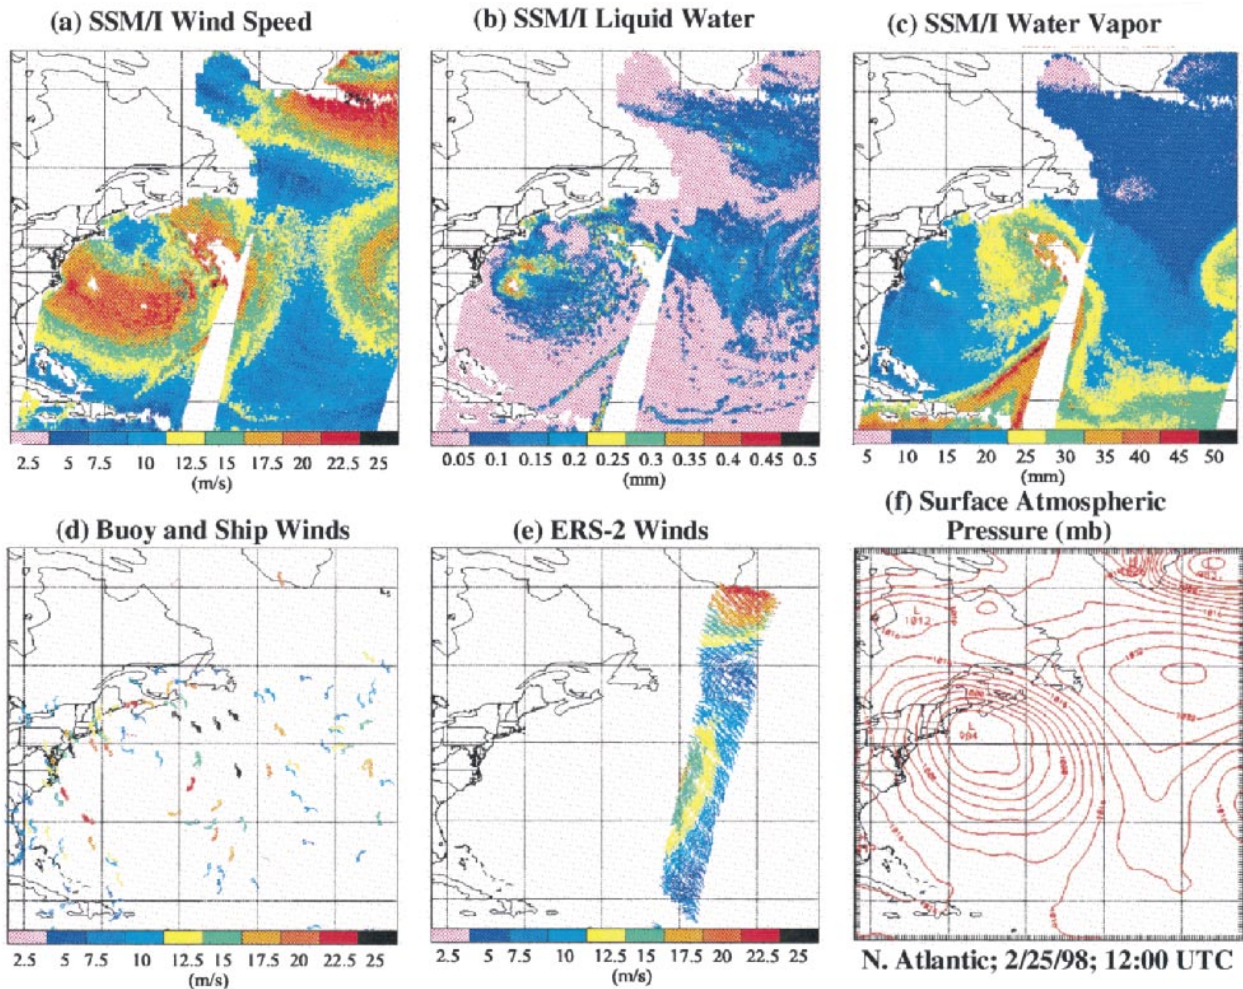 (a) SSM/I Wind Speed
(b) SSM/I Liquid Water
(c) SSM/I Water Vapor
2.5 5 7.5 10 12.5 15 17.5 20 22.5 25
(m/s)
0.05 0.1 0.15 0.2 0.25 0.3 0.35 0.4 0.45 0.5
(mm)
5 10 15 20 25 30 35 40 45 50
(mm)
(d) Buoy and Ship Winds
(e) ERS-2 Winds
(f) Surface Atmospheric
Pressure (mb)
L
1012
1016
1000
1016
L
1008
1016
2.5 5 7.5 10 12.5 15 17.5 20 22.5 25
(m/s)
2.5 5 7.5 10 12.5 15 17.5 20 22.5 25
(m/s)
N. Atlantic; 2/25/98; 12:00 UTC